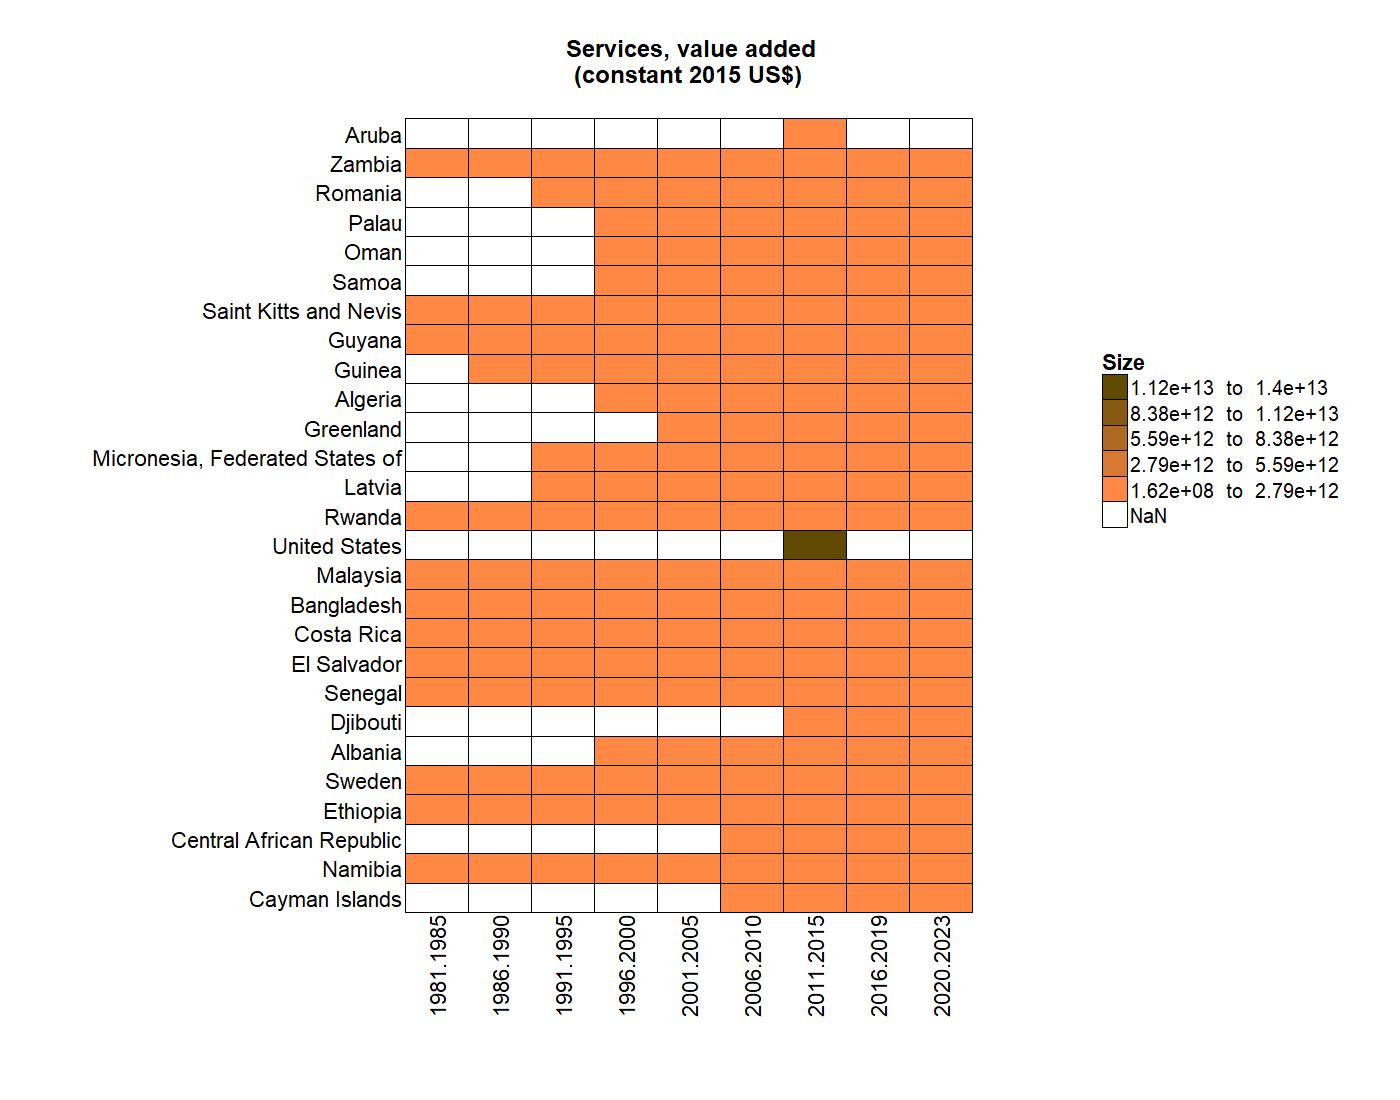 Services, value added
(constant 2015 US$)
Aruba
Zambia
Romania
Palau
Oman
Samoa
Saint Kitts and Nevis
Guyana
Guinea
Algeria
Greenland
Micronesia, Federated States of
Latvia
Rwanda
United States
Malaysia
Bangladesh
Costa Rica
El Salvador
Senegal
Djibouti
Albania
Sweden
Ethiopia
Central African Republic
Namibia
Cayman Islands
1981.1985
1986.1990
1991.1995
1996.2000
2001.2005
2006.2010
2011.2015
2016.2019
2020.2023
Size
1.12e+13 to 1.4e+13
8.38e+12 to 1.12e+13
5.59e+12 to 8.38e+12
2.79e+12 to 5.59e+12
1.62e+08 to 2.79e+12
NaN